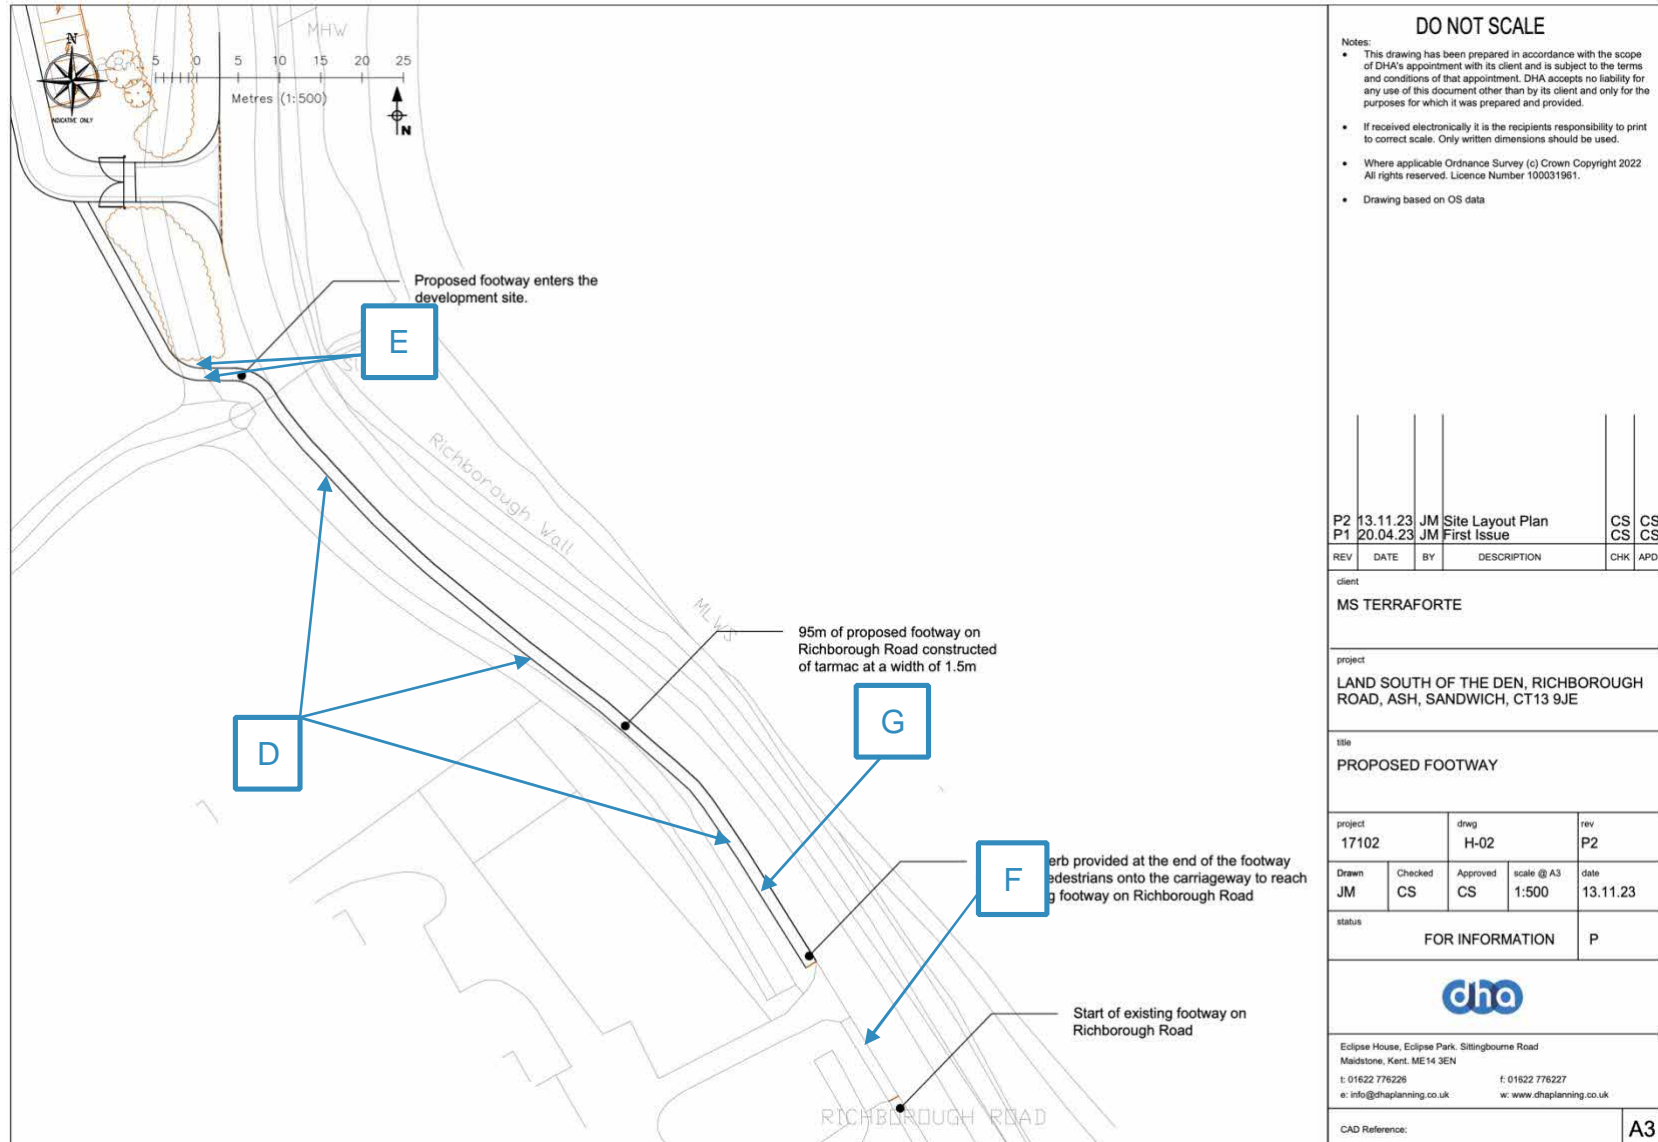 MHW
N
5 0 5 10 15 20 25
Metres (1:500)
INDICATIVE ONLY
N
Proposed footway enters the
development site.
E
Richborough Wall
MLWS
95m of proposed footway on
Richborough Road constructed
of tarmac at a width of 1.5m
D
G
F
erb provided at the end of the footway
edestrians onto the carriageway to reach
g footway on Richborough Road
Start of existing footway on
Richborough Road
RICHBOROUGH ROAD
DO NOT SCALE
Notes:
• This drawing has been prepared in accordance with the scope
of DHA's appointment with its client and is subject to the terms
and conditions of that appointment. DHA accepts no liability for
any use of this document other than by its client and only for the
purposes for which it was prepared and provided.
• If received electronically it is the recipients responsibility to print
to correct scale. Only written dimensions should be used.
• Where applicable Ordnance Survey (c) Crown Copyright 2022
All rights reserved. Licence Number 100031961.
• Drawing based on OS data
P2 13.11.23 JM Site Layout Plan CS CS
P1 20.04.23 JM First Issue CS CS
REV DATE BY DESCRIPTION CHK APD
client
MS TERRAFORTE
project
LAND SOUTH OF THE DEN, RICHBOROUGH
ROAD, ASH, SANDWICH, CT13 9JE
title
PROPOSED FOOTWAY
project drwg rev
17102 H-02 P2
Drawn Checked Approved scale @ A3 date
JM CS CS 1:500 13.11.23
status
FOR INFORMATION P
dha
Eclipse House, Eclipse Park. Sittingbourne Road
Maidstone, Kent. ME14 3EN
t: 01622 776226 f: 01622 776227
e: info@dhaplanning.co.uk w: www.dhaplanning.co.uk
CAD Reference: A3